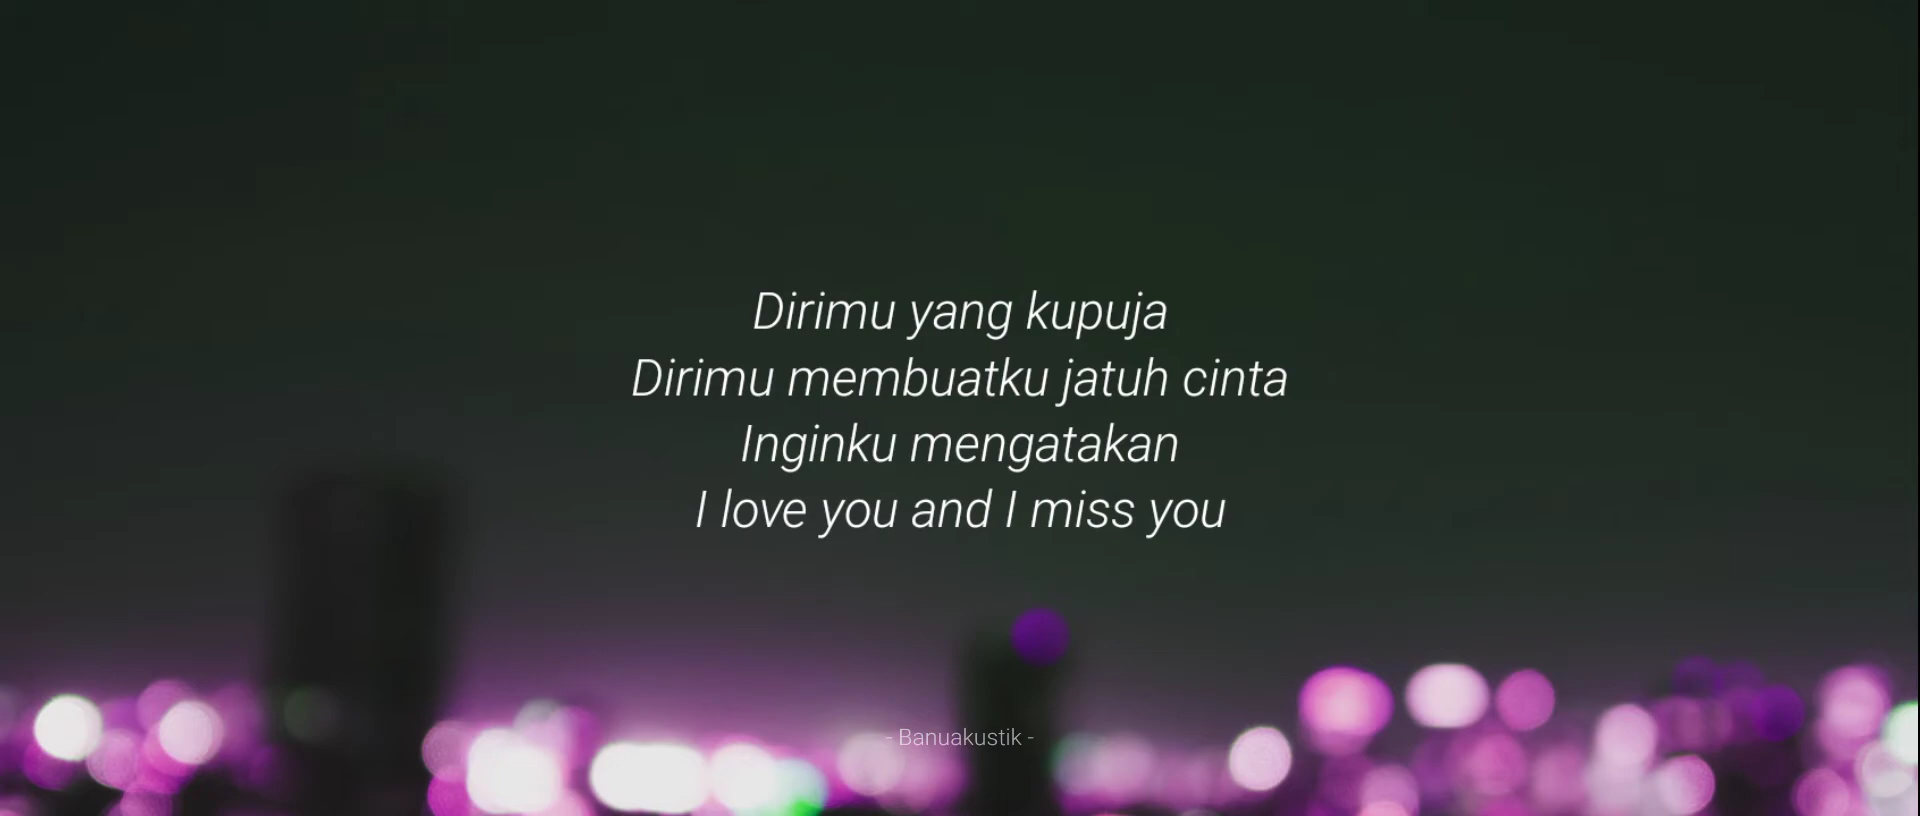 Dirimu yang kupuja
Dirimu membuatku jatuh cinta
Inginku mengatakan
I love you and I miss you
- Banuakustik -